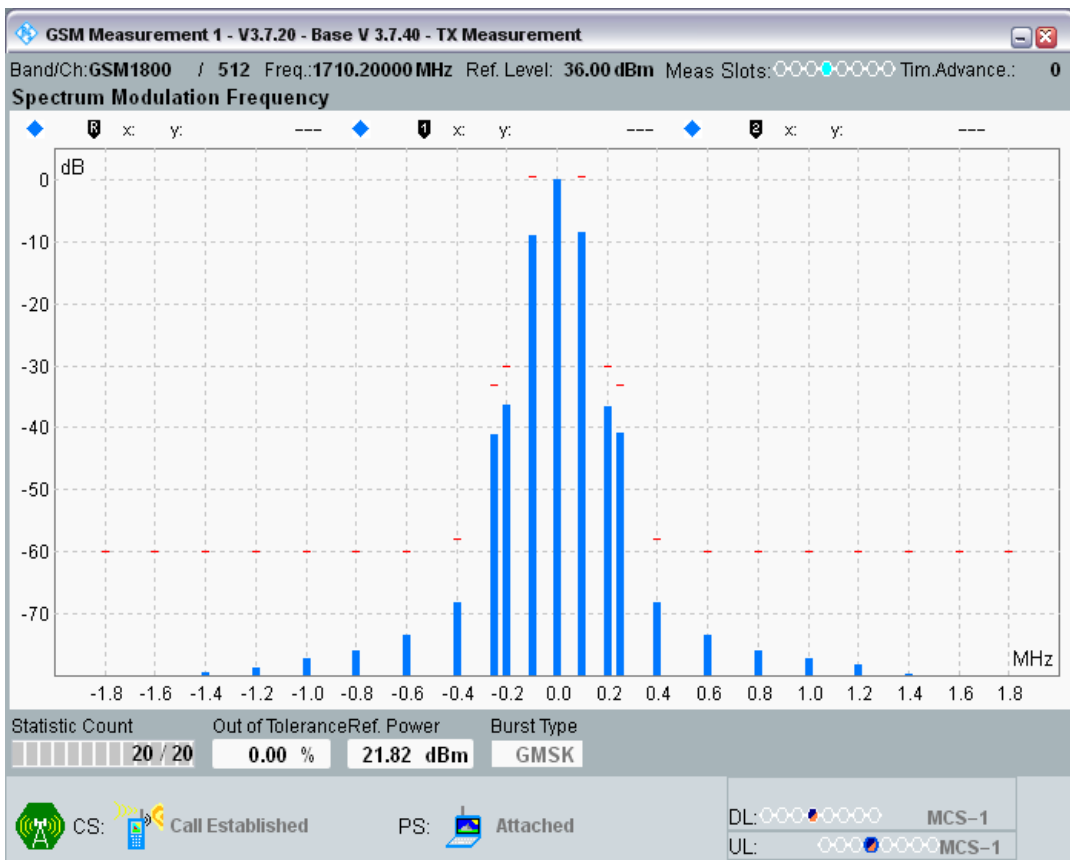 GSM Measurement 1 - V3.7.20 - Base V 3.7.40 - TX Measurement
Band/Ch:GSM1800 / 512 Freq.:1710.20000 MHz Ref. Level: 36.00 dBm Meas Slots: Tim.Advance.: 0
Spectrum Modulation Frequency
R x: y: --- 1 x: y: --- 2 x: y: ---
dB
0
-10
-20
-30
-40
-50
-60
-70
MHz
-1.8 -1.6 -1.4 -1.2 -1.0 -0.8 -0.6 -0.4 -0.2 0.0 0.2 0.4 0.6 0.8 1.0 1.2 1.4 1.6 1.8
Statistic Count Out of Tolerance Ref. Power Burst Type
20 / 20 0.00 % 21.82 dBm GMSK
CS: Call Established PS: Attached
DL: MCS-1
UL: MCS-1